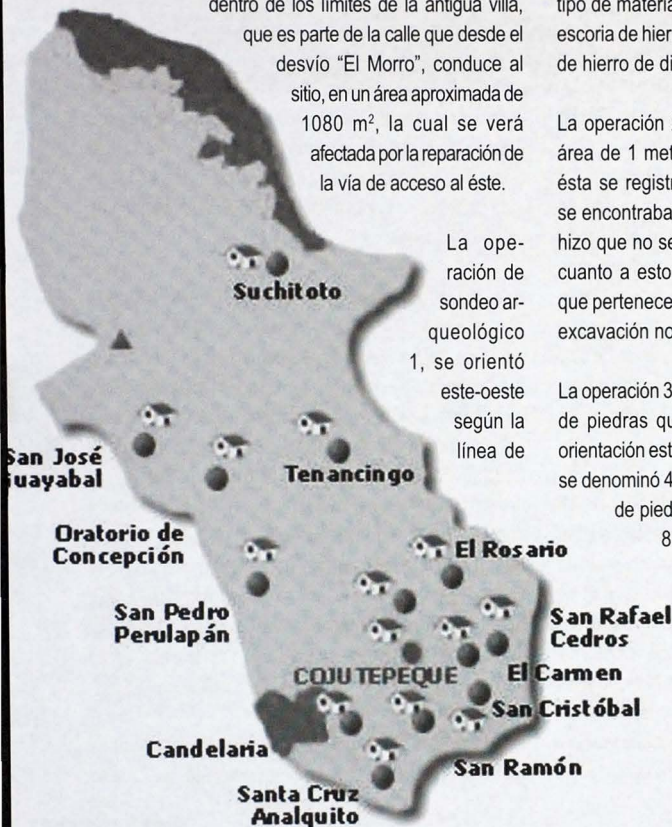 dentro de los límites de la antigua villa,
que es parte de la calle que desde el
desvío “El Morro”, conduce al
sitio, en un área aproximada de
1080 m², la cual se verá
afectada por la reparación de
la vía de acceso al éste.
La ope-
ración de
sondeo ar-
queológico
1, se orientó
este-oeste
según la
línea de
tipo de materia
escoria de hier
de hierro de di
La operación
área de 1 met
ésta se registr
se encontraba
hizo que no se
cuanto a esto
que pertenece
excavación no
La operación 3
de piedras qu
orientación est
se denominó 4
de pied
8
Suchitoto
San José
uayabal
Tenancingo
Oratorio de
Concepción
El Rosario
San Pedro
Perulapán
San Rafael
Cedros
COJUTEPEQUE
El Carmen
San Cristóbal
Candelaria
San Ramón
Santa Cruz
Analquito